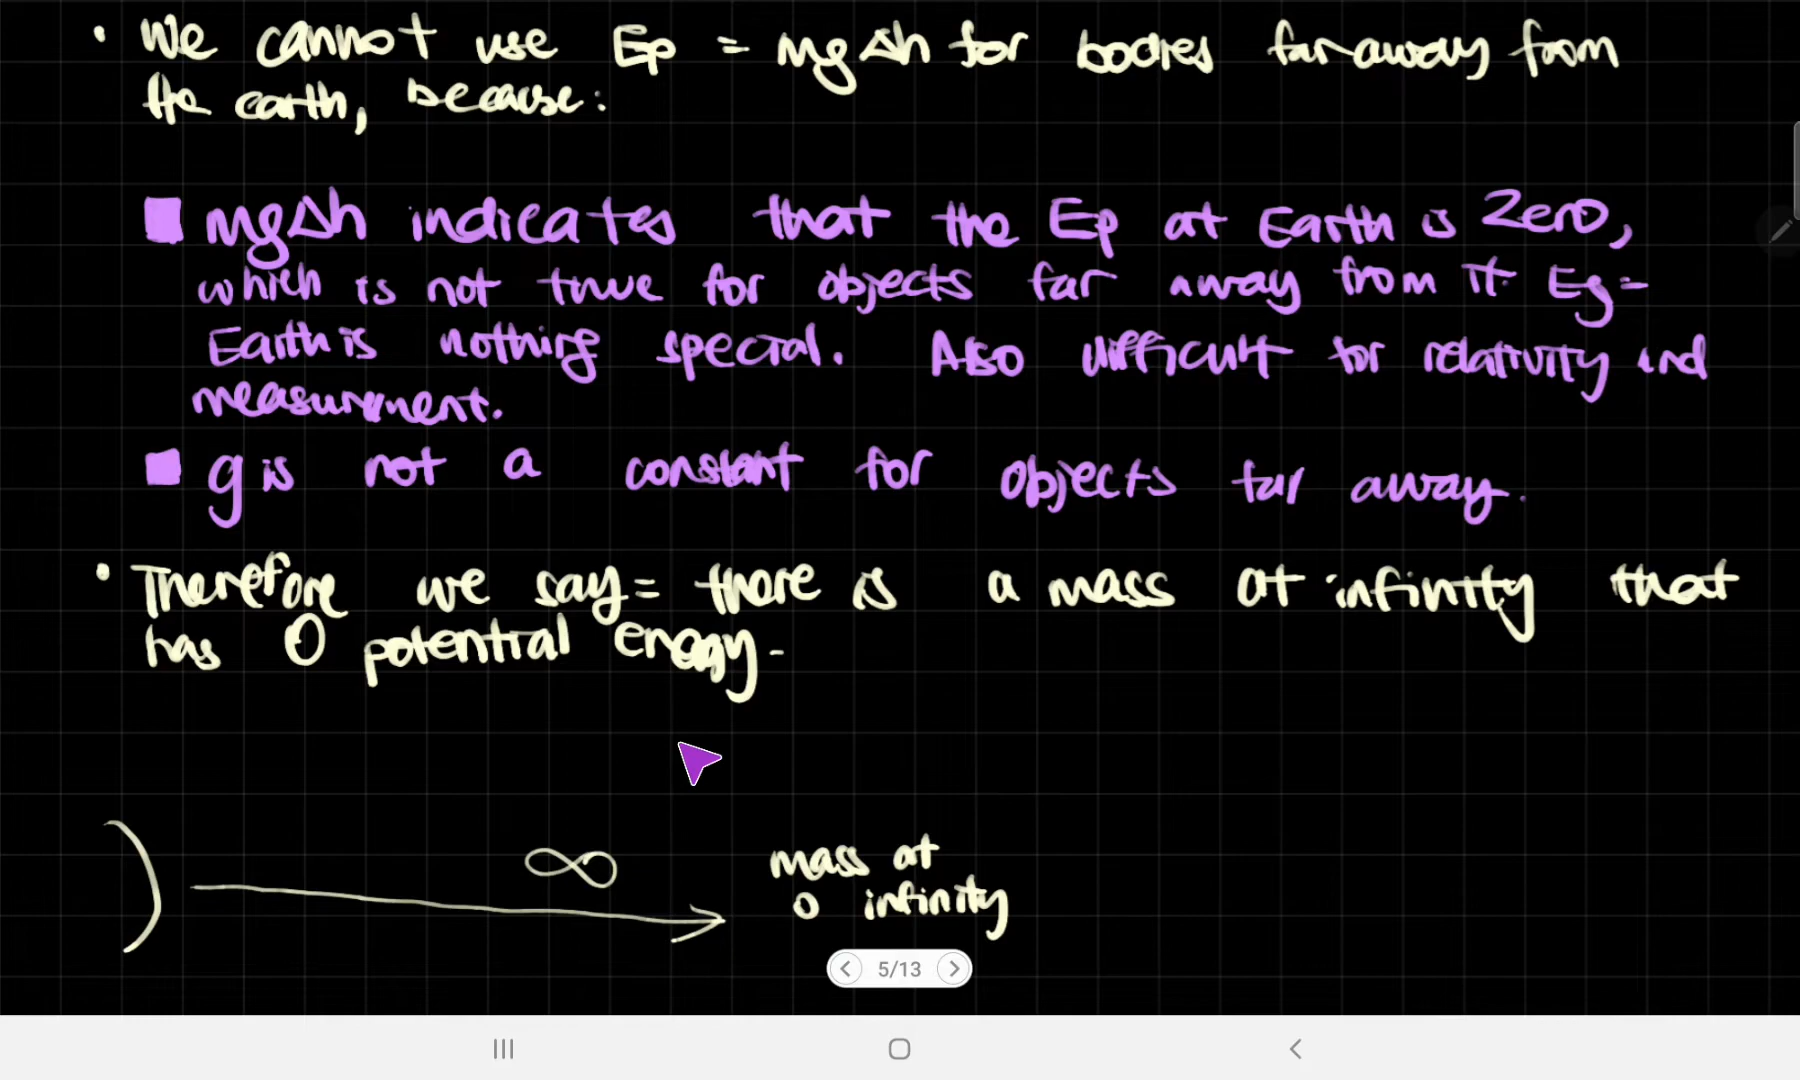 • We cannot use Ep = mgΔh for bodies far away from
the earth, because:
■ mgΔh indicates that the Ep at Earth is zero,
which is not true for objects far away from it. Eg=
Earth is nothing special. Also difficult for relativity and
measurement.
■ g is not a constant for objects far away.
• Therefore we say= there is a mass at infinity that
has 0 potential energy.
∞
mass at
o infinity
5/13